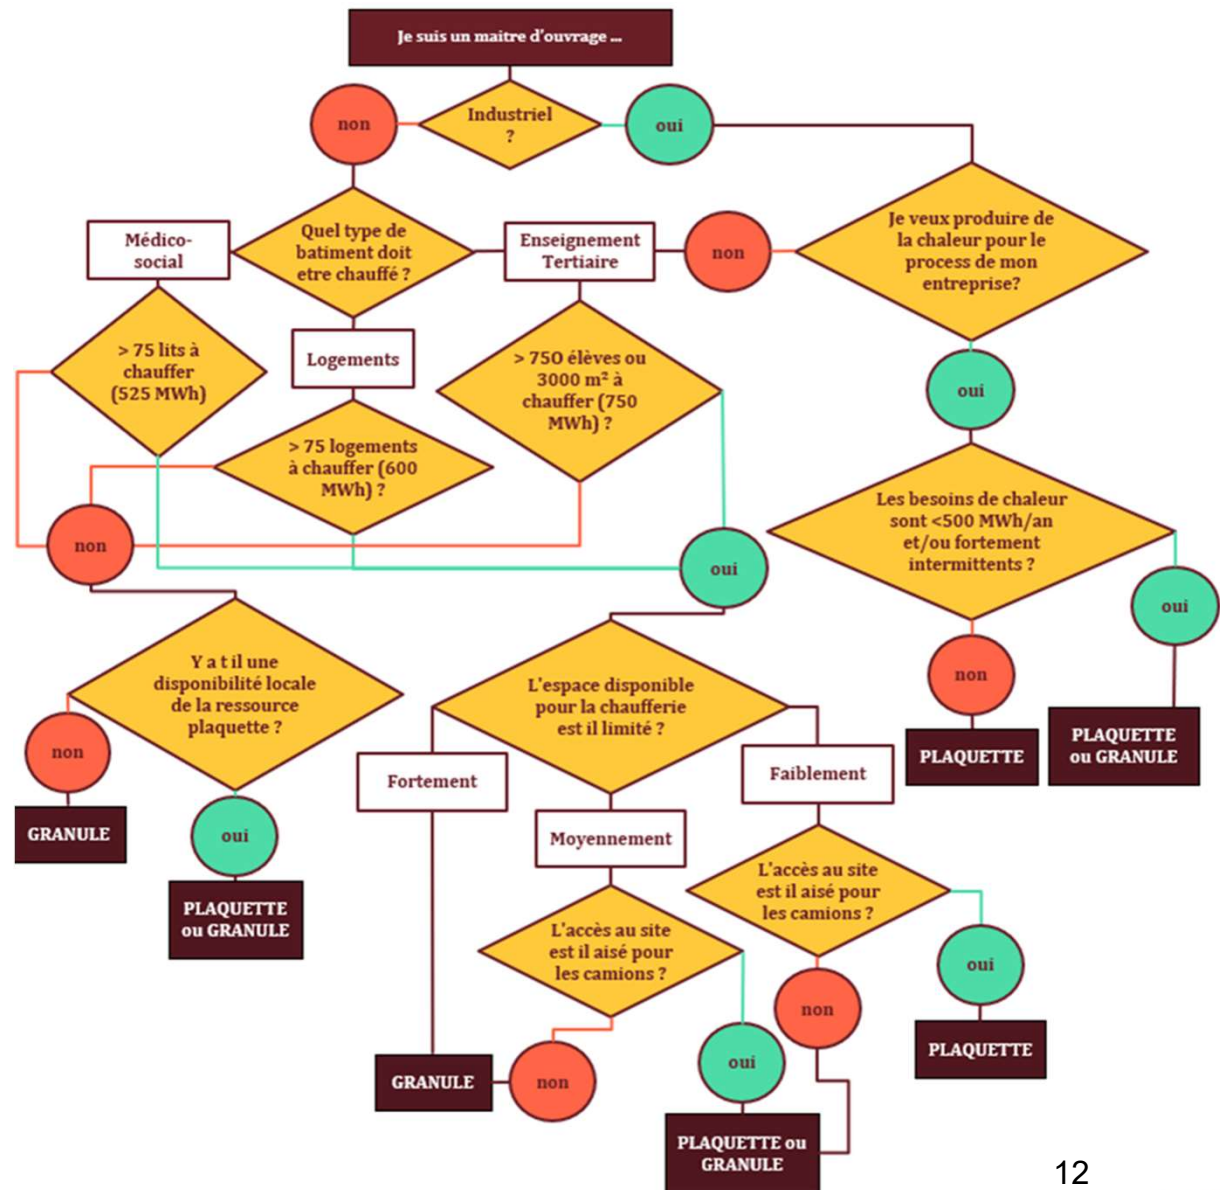 Je suis un maitre d'ouvrage ...
Industriel
?
non
oui
Quel type de
batiment doit
etre chauffé ?
Médico-
social
Enseignement
Tertiaire
non
Je veux produire de
la chaleur pour le
process de mon
entreprise?
> 75 lits à
chauffer
(525 MWh)
Logements
> 750 élèves ou
3000 m² à
chauffer (750
MWh) ?
oui
> 75 logements
à chauffer (600
MWh) ?
Les besoins de chaleur
sont <500 MWh/an
et/ou fortement
intermittents ?
non
oui
oui
non
PLAQUETTE
PLAQUETTE
ou GRANULE
Y a t il une
disponibilité locale
de la ressource
plaquette ?
non
GRANULE
oui
PLAQUETTE
ou GRANULE
L'espace disponible
pour la chaufferie
est il limité ?
Fortement
Moyennement
Faiblement
L'accès au site
est il aisé pour
les camions ?
L'accès au site
est il aisé pour
les camions ?
oui
non
PLAQUETTE
GRANULE
non
oui
PLAQUETTE ou
GRANULE
12